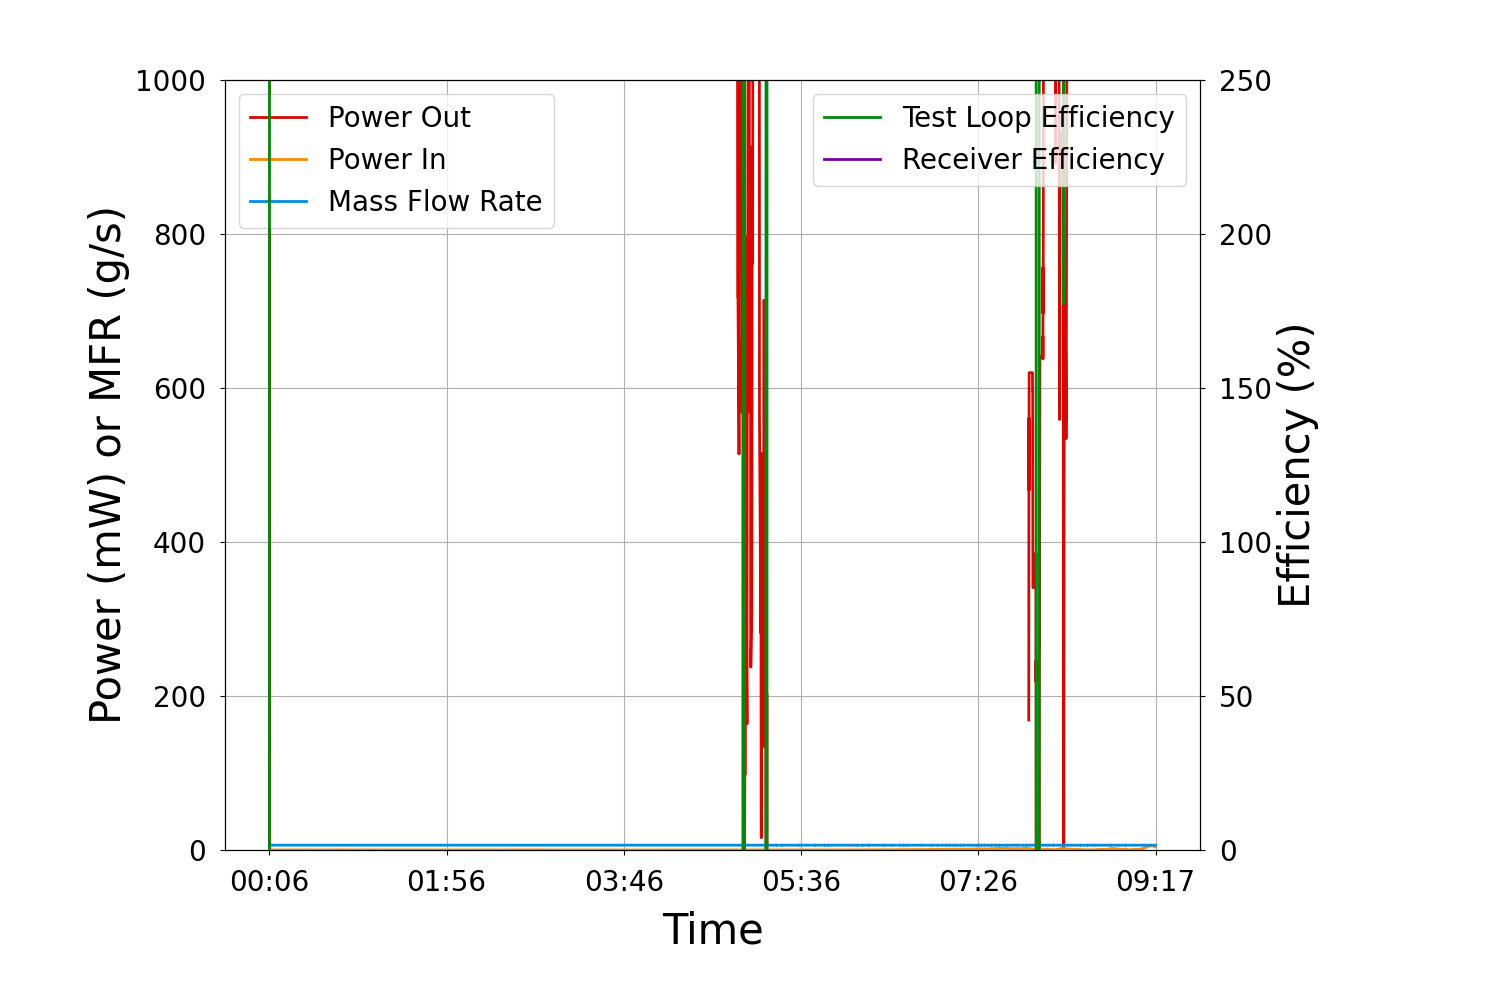 1000
800
600
400
200
0
Power (mW) or MFR (g/s)
Power Out
Power In
Mass Flow Rate
Test Loop Efficiency
Receiver Efficiency
250
200
150
100
50
0
Efficiency (%)
00:06 01:56 03:46 05:36 07:26 09:17
Time